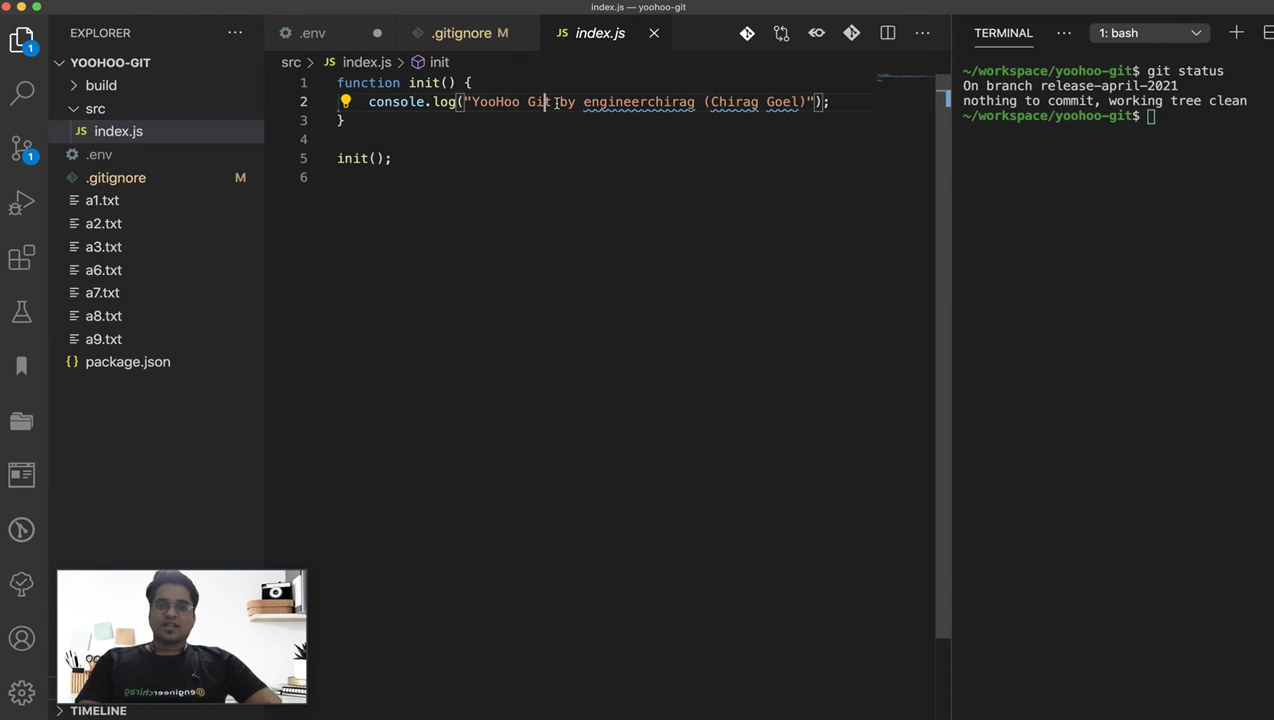 index.js — yoohoo-git
EXPLORER
YOOHOO-GIT
build
src
JS index.js
.env
.gitignore M
a1.txt
a2.txt
a3.txt
a6.txt
a7.txt
a8.txt
a9.txt
{} package.json
TIMELINE
1
1
.env
.gitignore M
JS index.js
src > JS index.js > init
1 function init() {
2 console.log("YooHoo Git by engineerchirag (Chirag Goel)");
3 }
4
5 init();
6
TERMINAL
1: bash
~/workspace/yoohoo-git$ git status
On branch release-april-2021
nothing to commit, working tree clean
~/workspace/yoohoo-git$
@engineerchirag